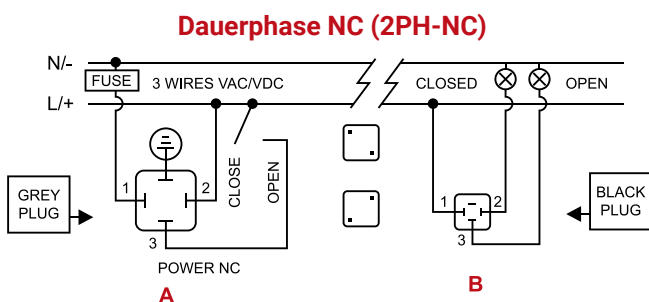 Dauerphase NC (2PH-NC)
N/-
FUSE
3 WIRES VAC/VDC
CLOSED
OPEN
L/+
GREY
PLUG
1
2
3
CLOSE
OPEN
POWER NC
A
1
2
3
BLACK
PLUG
B